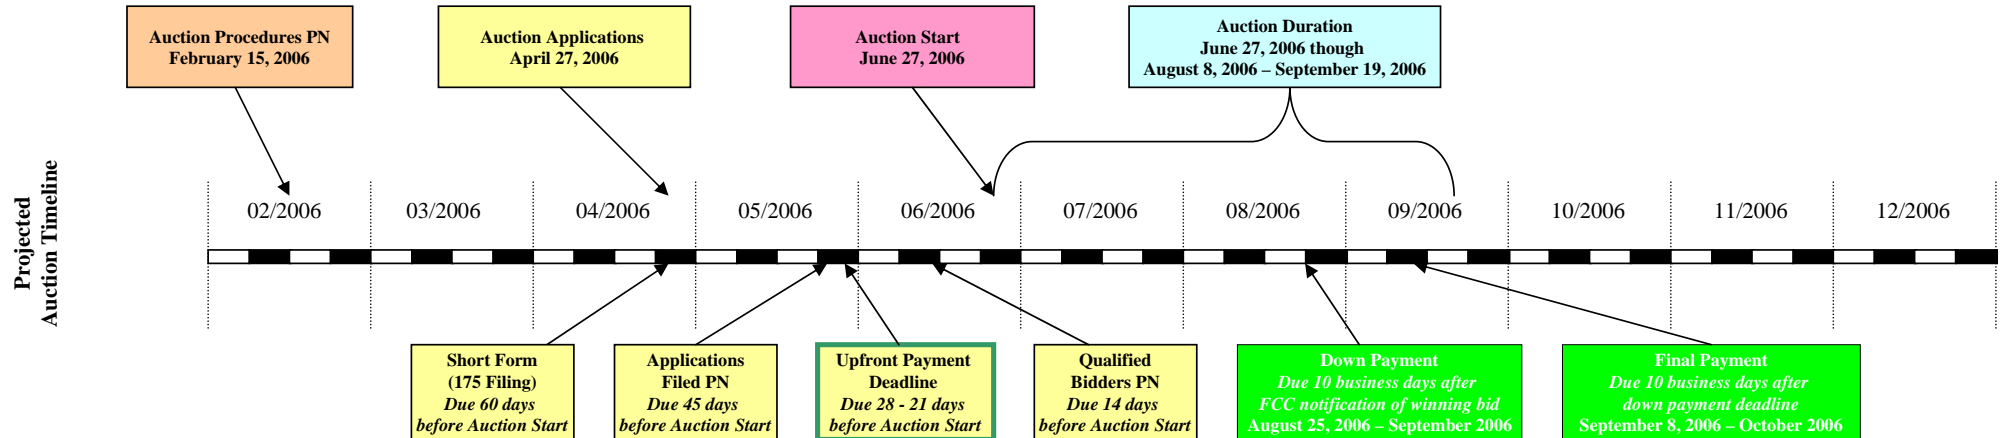 Auction Procedures PN
February 15, 2006
Auction Applications
April 27, 2006
Auction Start
June 27, 2006
Auction Duration
June 27, 2006 though
August 8, 2006 – September 19, 2006
Projected
Auction Timeline
02/2006
03/2006
04/2006
05/2006
06/2006
07/2006
08/2006
09/2006
10/2006
11/2006
12/2006
Short Form
(175 Filing)
Due 60 days
before Auction Start
Applications
Filed PN
Due 45 days
before Auction Start
Upfront Payment
Deadline
Due 28 - 21 days
before Auction Start
Qualified
Bidders PN
Due 14 days
before Auction Start
Down Payment
Due 10 business days after
FCC notification of winning bid
August 25, 2006 – September 2006
Final Payment
Due 10 business days after
down payment deadline
September 8, 2006 – October 2006